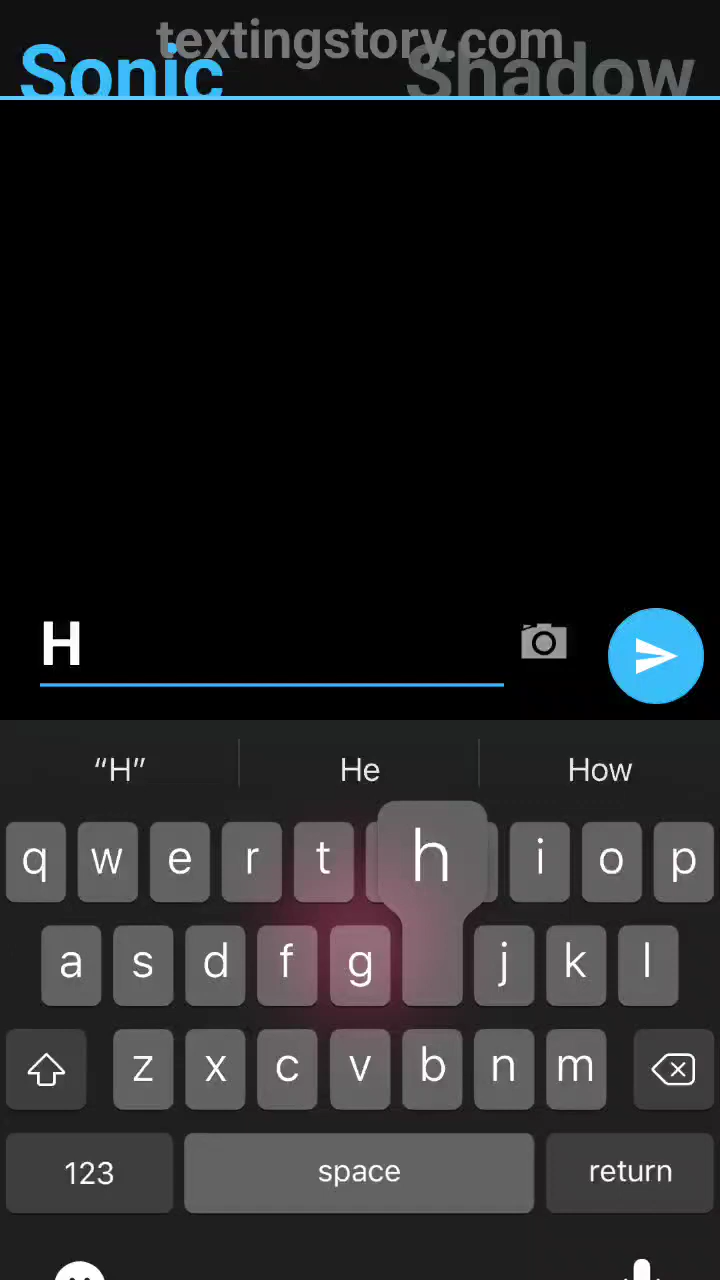 textingstory.com
Sonic Shadow
H
“H” He How
q w e r t h i o p
a s d f g j k l
z x c v b n m
123 space return